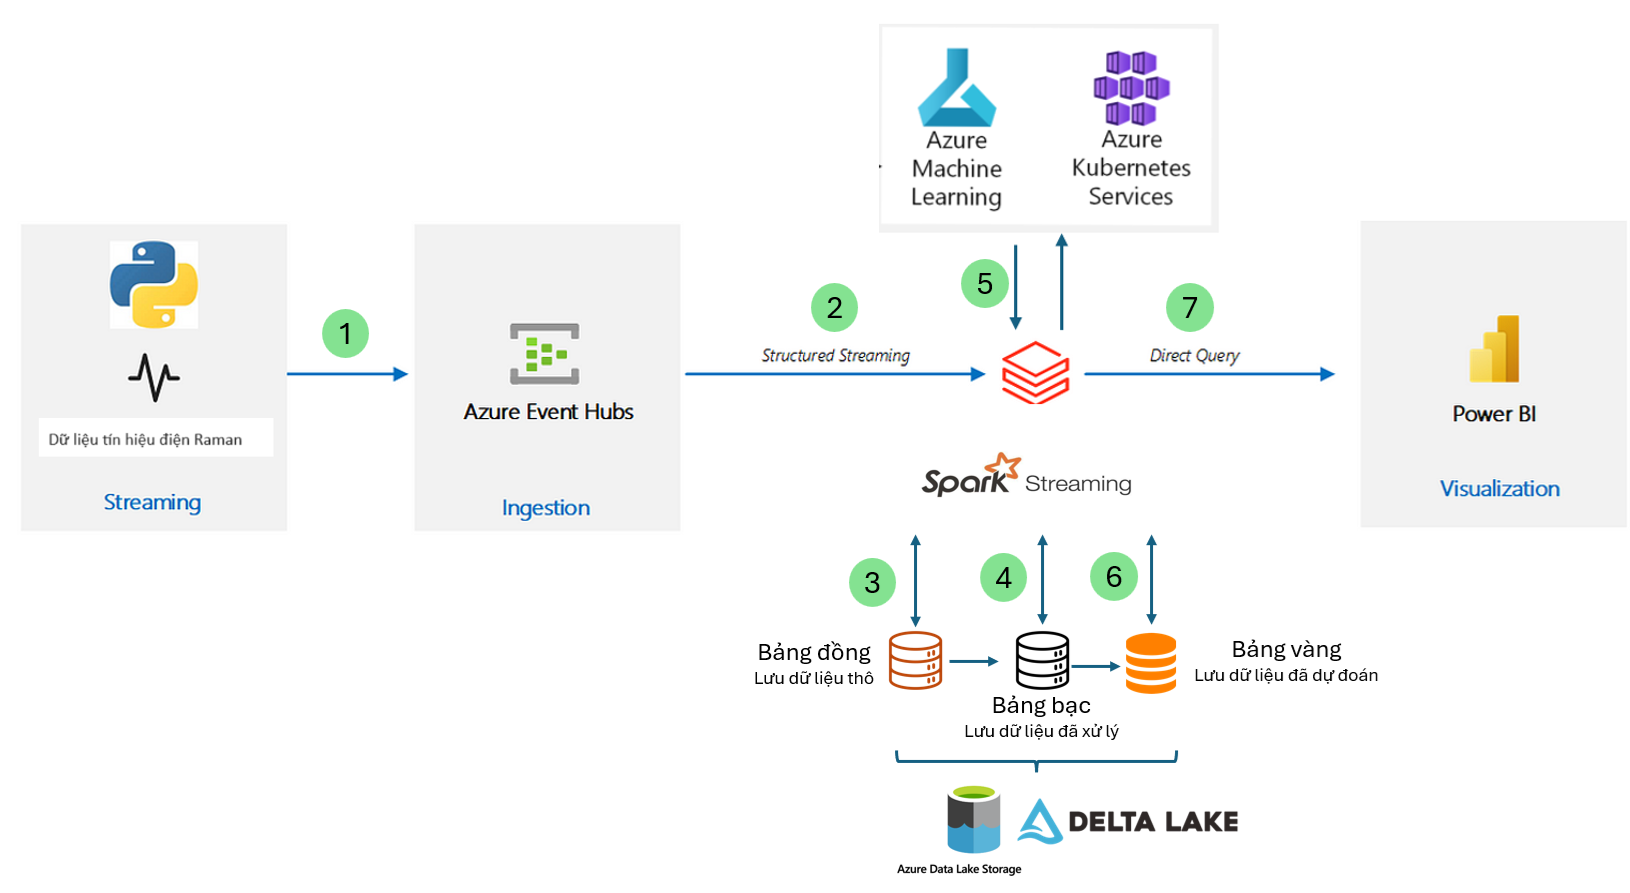 Azure
Machine
Learning
Azure
Kubernetes
Services
1
Dữ liệu tín hiệu điện Raman
Streaming
Azure Event Hubs
Ingestion
2
Structured Streaming
5
7
Direct Query
Power BI
Visualization
Spark Streaming
3
4
6
Bảng đồng
Lưu dữ liệu thô
Bảng bạc
Lưu dữ liệu đã xử lý
Bảng vàng
Lưu dữ liệu đã dự đoán
Azure Data Lake Storage
DELTA LAKE